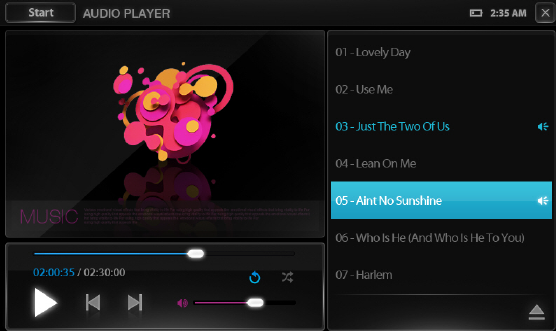 Start AUDIO PLAYER 2:35 AM
01 - Lovely Day
02 - Use Me
03 - Just The Two Of Us
04 - Lean On Me
05 - Aint No Sunshine
06 - Who Is He (And Who Is He To You)
07 - Harlem
MUSIC
02:00:35 / 02:30:00